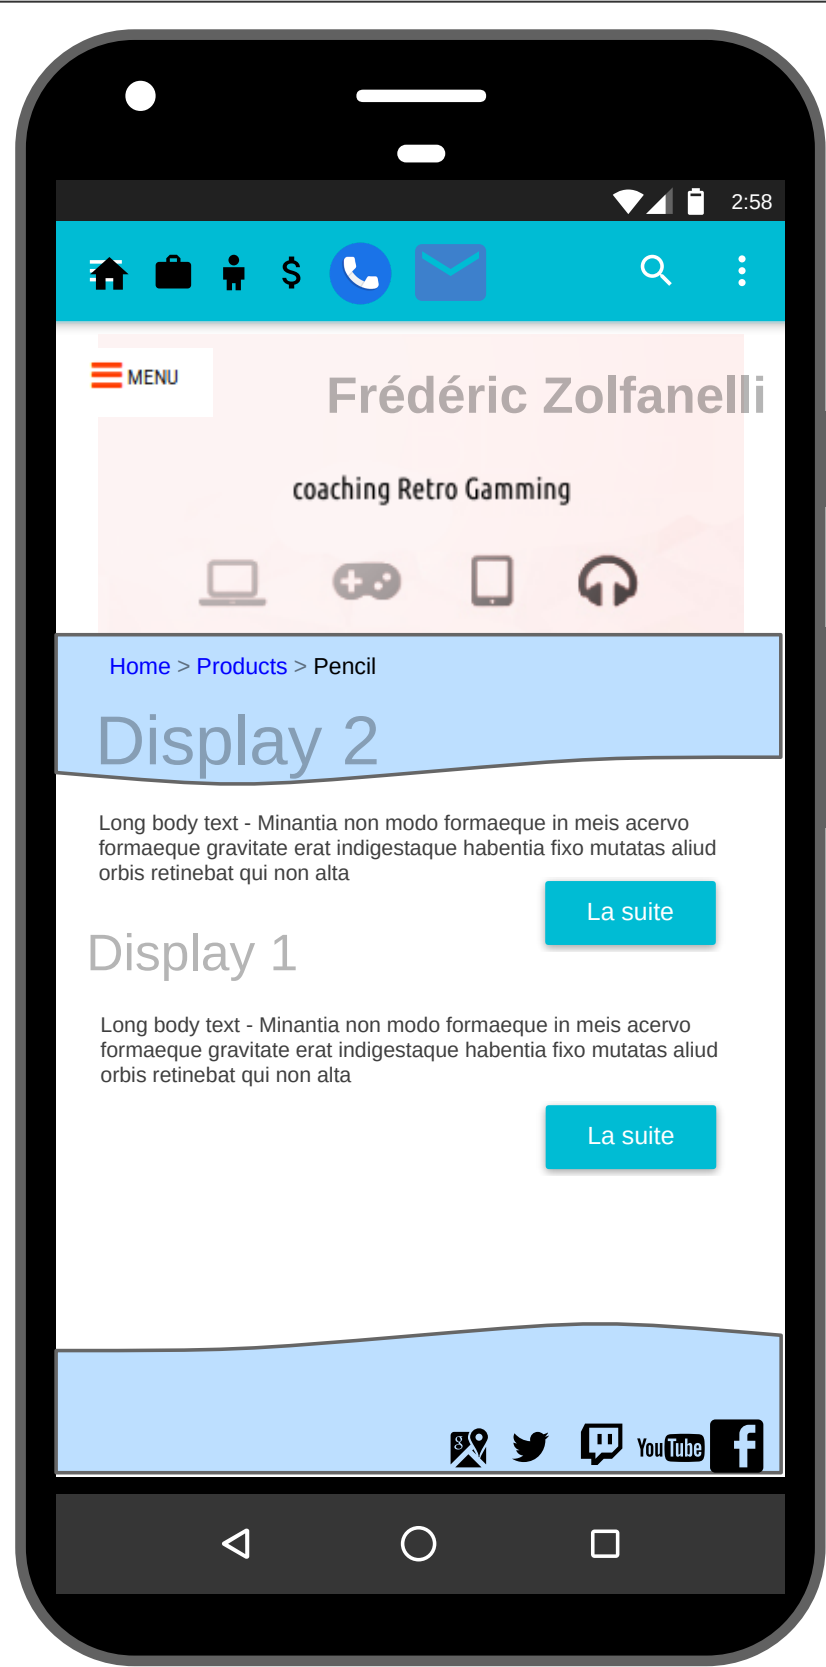 2:58
MENU
Frédéric Zolfanelli
coaching Retro Gamming
Home > Products > Pencil
Display 2
Long body text - Minantia non modo formaeque in meis acervo
formaeque gravitate erat indigestaque habentia fixo mutatas aliud
orbis retinebat qui non alta
La suite
Display 1
Long body text - Minantia non modo formaeque in meis acervo
formaeque gravitate erat indigestaque habentia fixo mutatas aliud
orbis retinebat qui non alta
La suite
YouTube